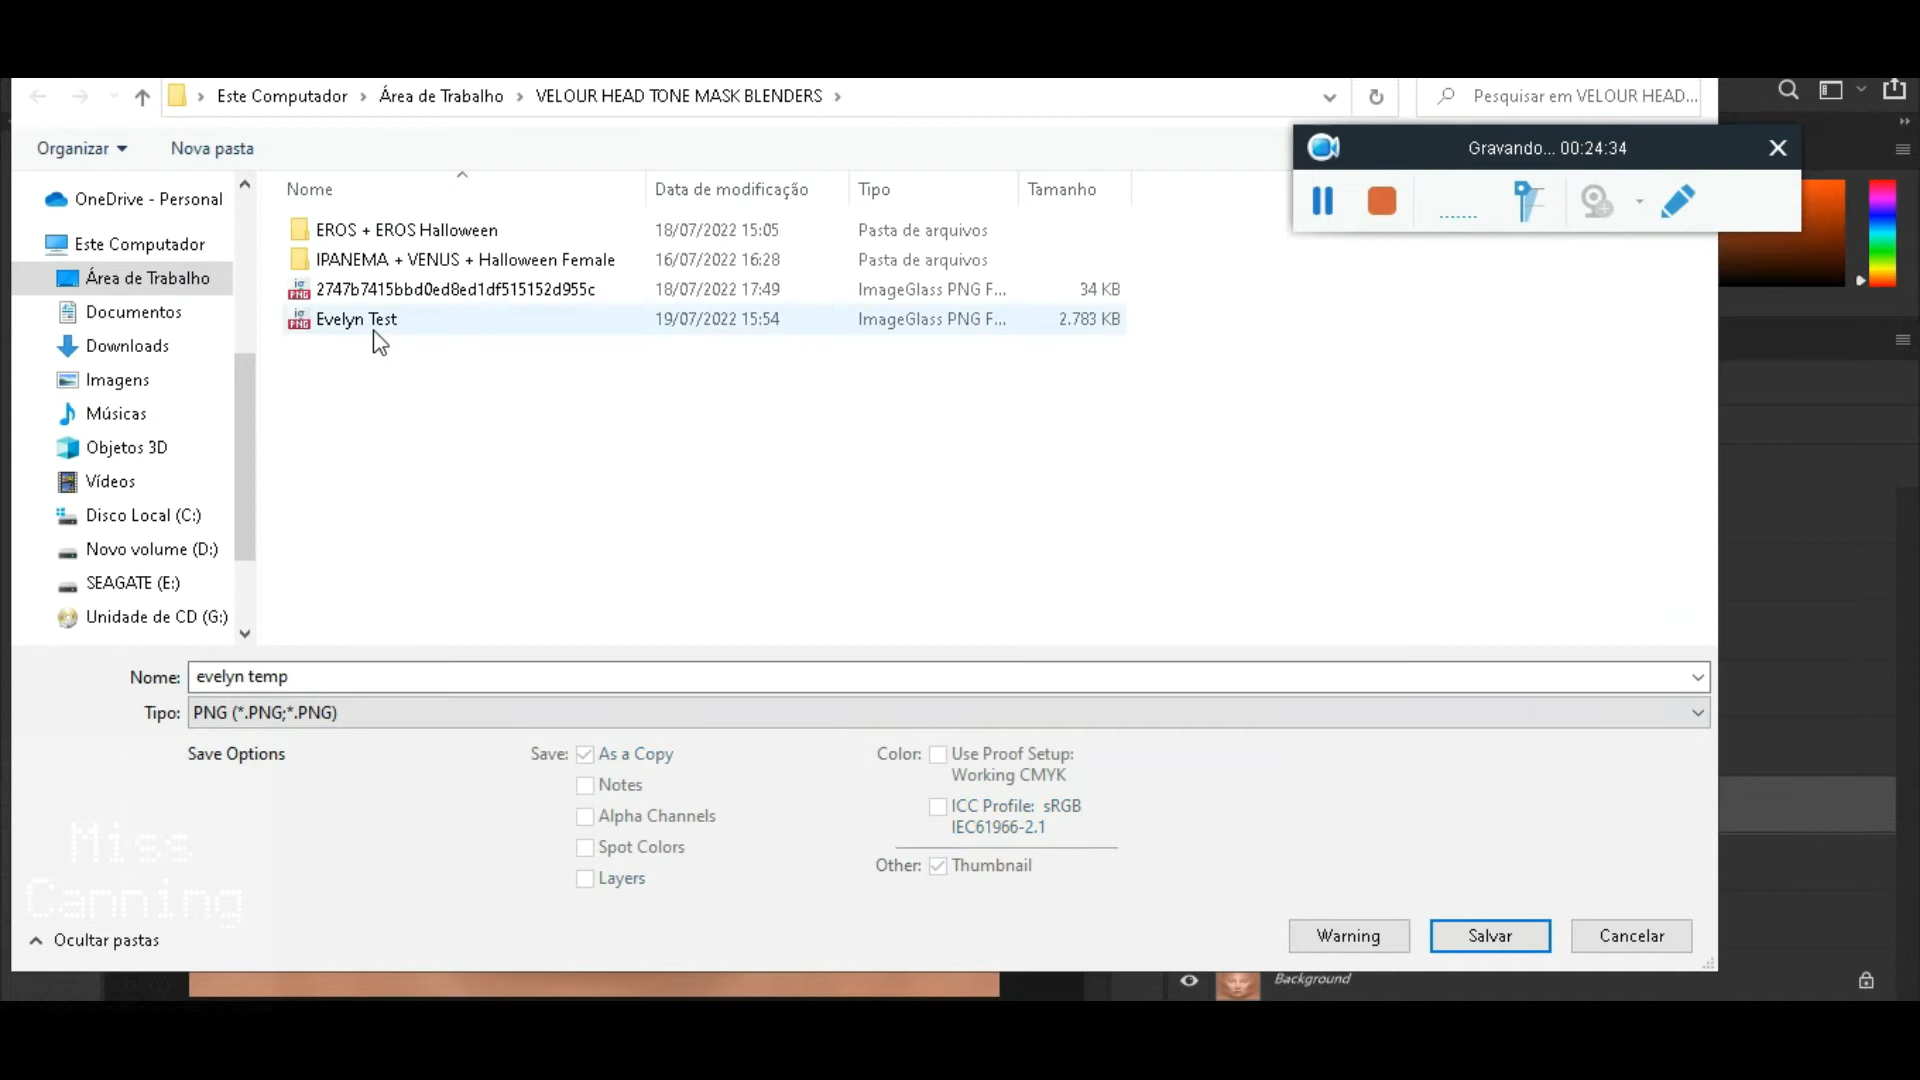 Este Computador > Área de Trabalho > VELOUR HEAD TONE MASK BLENDERS >
Pesquisar em VELOUR HEAD...
Organizar
Nova pasta
Gravando... 00:24:34
Nome
Data de modificação
Tipo
Tamanho
OneDrive - Personal
Este Computador
Área de Trabalho
Documentos
Downloads
Imagens
Músicas
Objetos 3D
Vídeos
Disco Local (C:)
Novo volume (D:)
SEAGATE (E:)
Unidade de CD (G:)
EROS + EROS Halloween 18/07/2022 15:05 Pasta de arquivos
IPANEMA + VENUS + Halloween Female 16/07/2022 16:28 Pasta de arquivos
2747b7415bbd0ed8ed1df515152d955c 18/07/2022 17:49 ImageGlass PNG F... 34 KB
Evelyn Test 19/07/2022 15:54 ImageGlass PNG F... 2.783 KB
Nome: evelyn temp
Tipo: PNG (*.PNG;*.PNG)
Save Options
Save: As a Copy
Notes
Alpha Channels
Spot Colors
Layers
Color: Use Proof Setup:
Working CMYK
ICC Profile: sRGB
IEC61966-2.1
Other: Thumbnail
Miss
Canning
Ocultar pastas
Warning
Salvar
Cancelar
Background